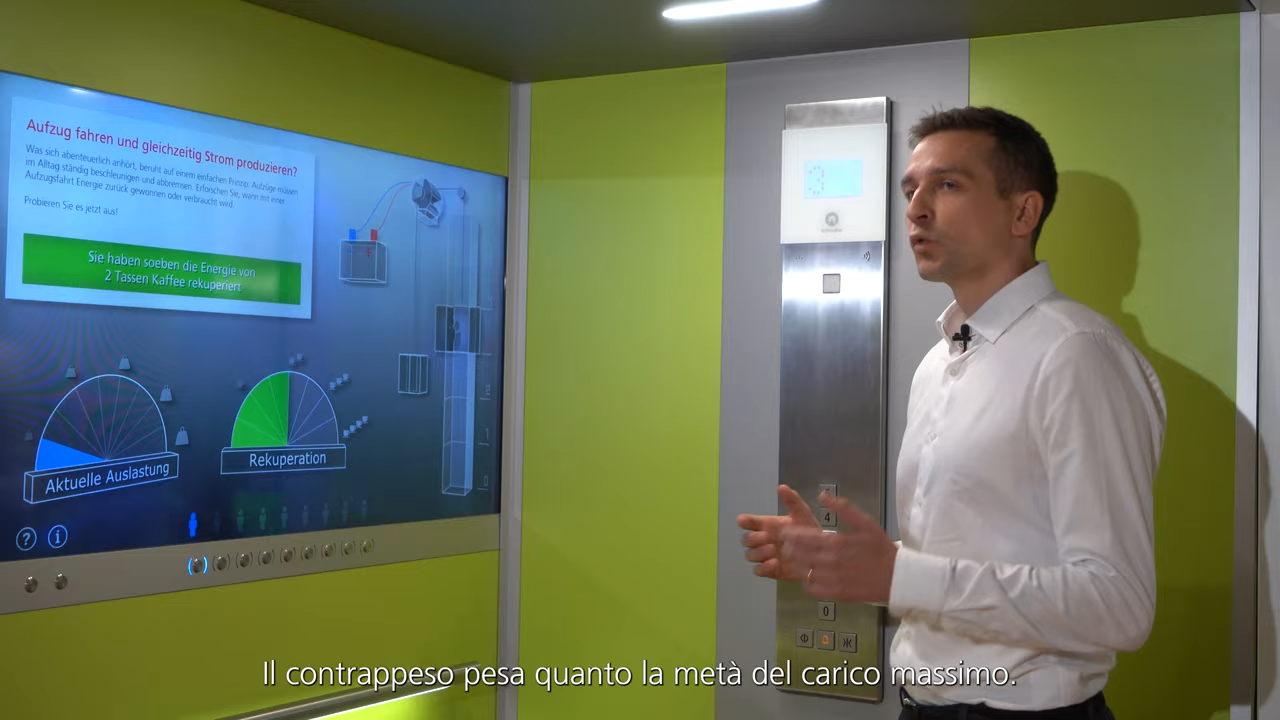 Aufzug fahren und gleichzeitig Strom produzieren?
Was sich abenteuerlich anhört, beruht auf einem einfachen Prinzip: Aufzüge müssen
im Alltag ständig beschleunigen und abbremsen. Erforschen Sie, wann mit einer
Aufzugsfahrt Energie zurück gewonnen oder verbraucht wird.
Probieren Sie es jetzt aus!
Sie haben soeben die Energie von
2 Tassen Kaffee rekuperiert
Aktuelle Auslastung
Rekuperation
? i
3
4
0
Il contrappeso pesa quanto la metà del carico massimo.